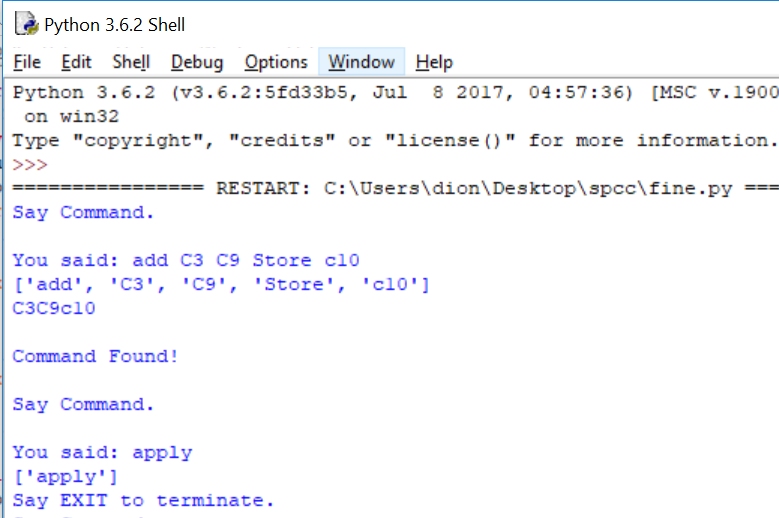 Python 3.6.2 Shell
File Edit Shell Debug Options Window Help
Python 3.6.2 (v3.6.2:5fd33b5, Jul  8 2017, 04:57:36) [MSC v.1900
 on win32
Type "copyright", "credits" or "license()" for more information.
>>>
================ RESTART: C:\Users\dion\Desktop\spcc\fine.py ===
Say Command.
You said: add C3 C9 Store c10
['add', 'C3', 'C9', 'Store', 'c10']
C3C9c10
Command Found!
Say Command.
You said: apply
['apply']
Say EXIT to terminate.